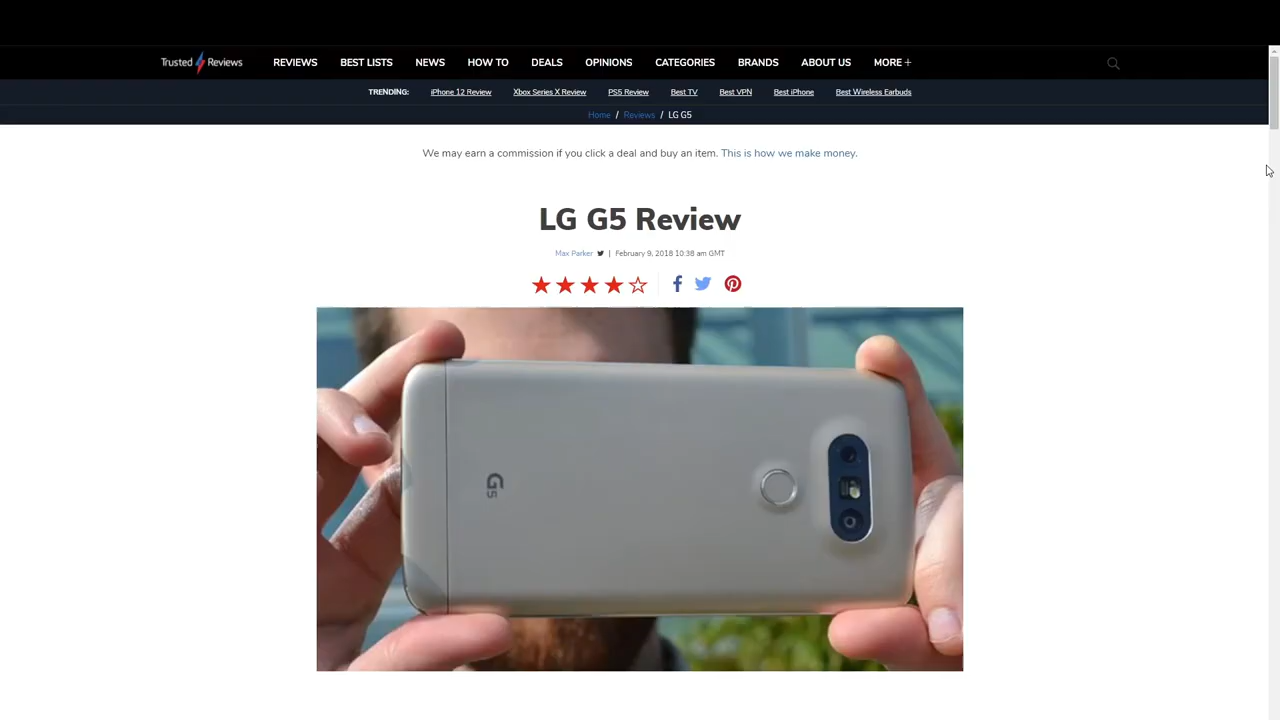 Trusted Reviews REVIEWS BEST LISTS NEWS HOW TO DEALS OPINIONS CATEGORIES BRANDS ABOUT US MORE +
TRENDING: iPhone 12 Review Xbox Series X Review PS5 Review Best TV Best VPN Best iPhone Best Wireless Earbuds
Home / Reviews / LG G5
We may earn a commission if you click a deal and buy an item. This is how we make money.
LG G5 Review
Max Parker | February 9, 2018 10:38 am GMT
G5